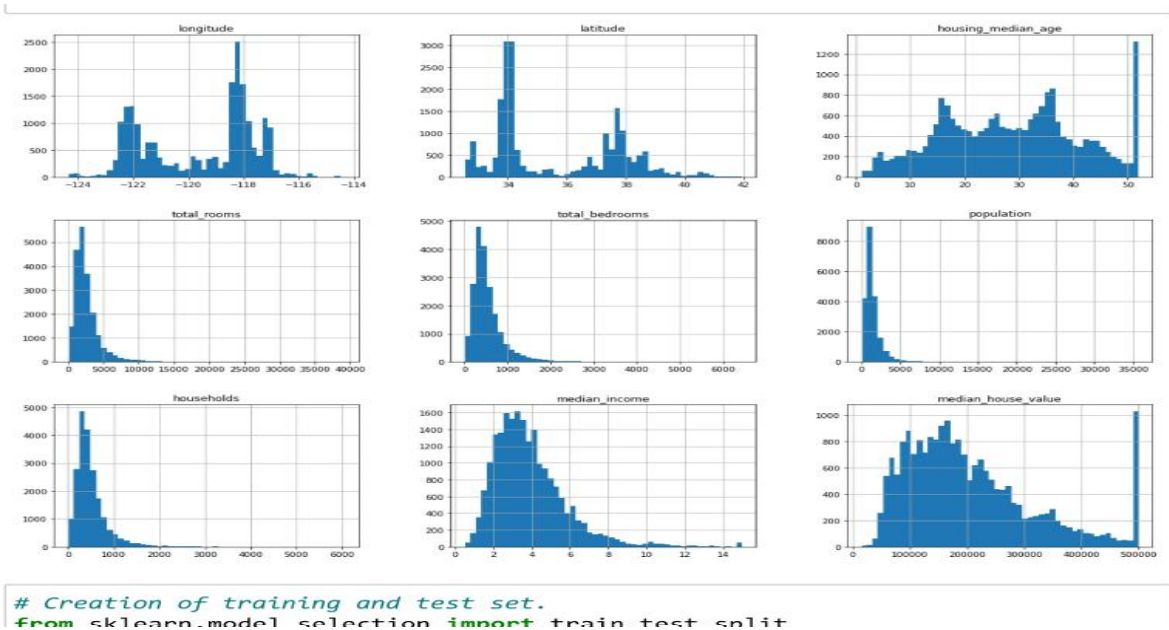 longitude latitude housing_median_age
2500 3000 1200
2000 2500 1000
1500 2000 800
1000 1500 600
500 1000 400
0 500 200
0 0
−124 −122 −120 −118 −116 −114 34 36 38 40 42 0 10 20 30 40 50
total_rooms total_bedrooms population
5000 5000 8000
4000 4000 6000
3000 3000 4000
2000 2000 2000
1000 1000 0
0 0
0 5000 10000 15000 20000 25000 30000 35000 40000 0 1000 2000 3000 4000 5000 6000 0 5000 10000 15000 20000 25000 30000 35000
households median_income median_house_value
5000 1600 1000
4000 1400 800
3000 1200 600
2000 1000 400
1000 800 200
0 600 0
400
200
0
0 1000 2000 3000 4000 5000 6000 0 2 4 6 8 10 12 14 100000 200000 300000 400000 500000
# Creation of training and test set.
from sklearn.model_selection import train_test_split